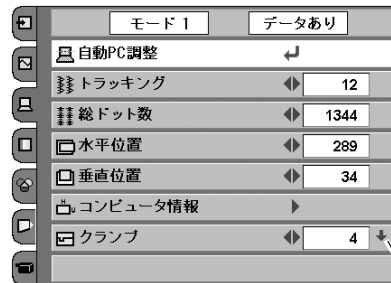 モード 1 データあり
自動PC調整
トラッキング 12
総ドット数 1344
水平位置 289
垂直位置 34
コンピュータ情報
クランプ 4